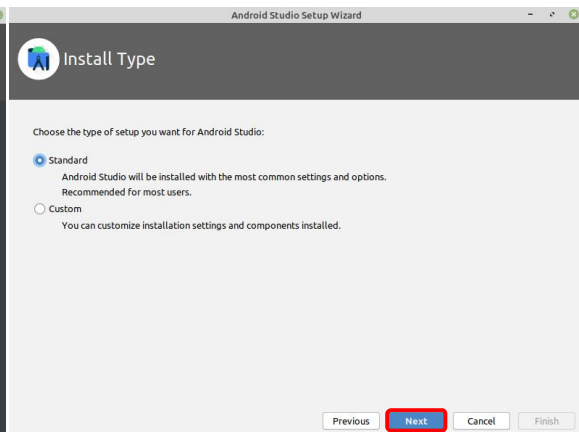 Android Studio Setup Wizard
Install Type
Choose the type of setup you want for Android Studio:
Standard
Android Studio will be installed with the most common settings and options.
Recommended for most users.
Custom
You can customize installation settings and components installed.
Previous Next Cancel Finish